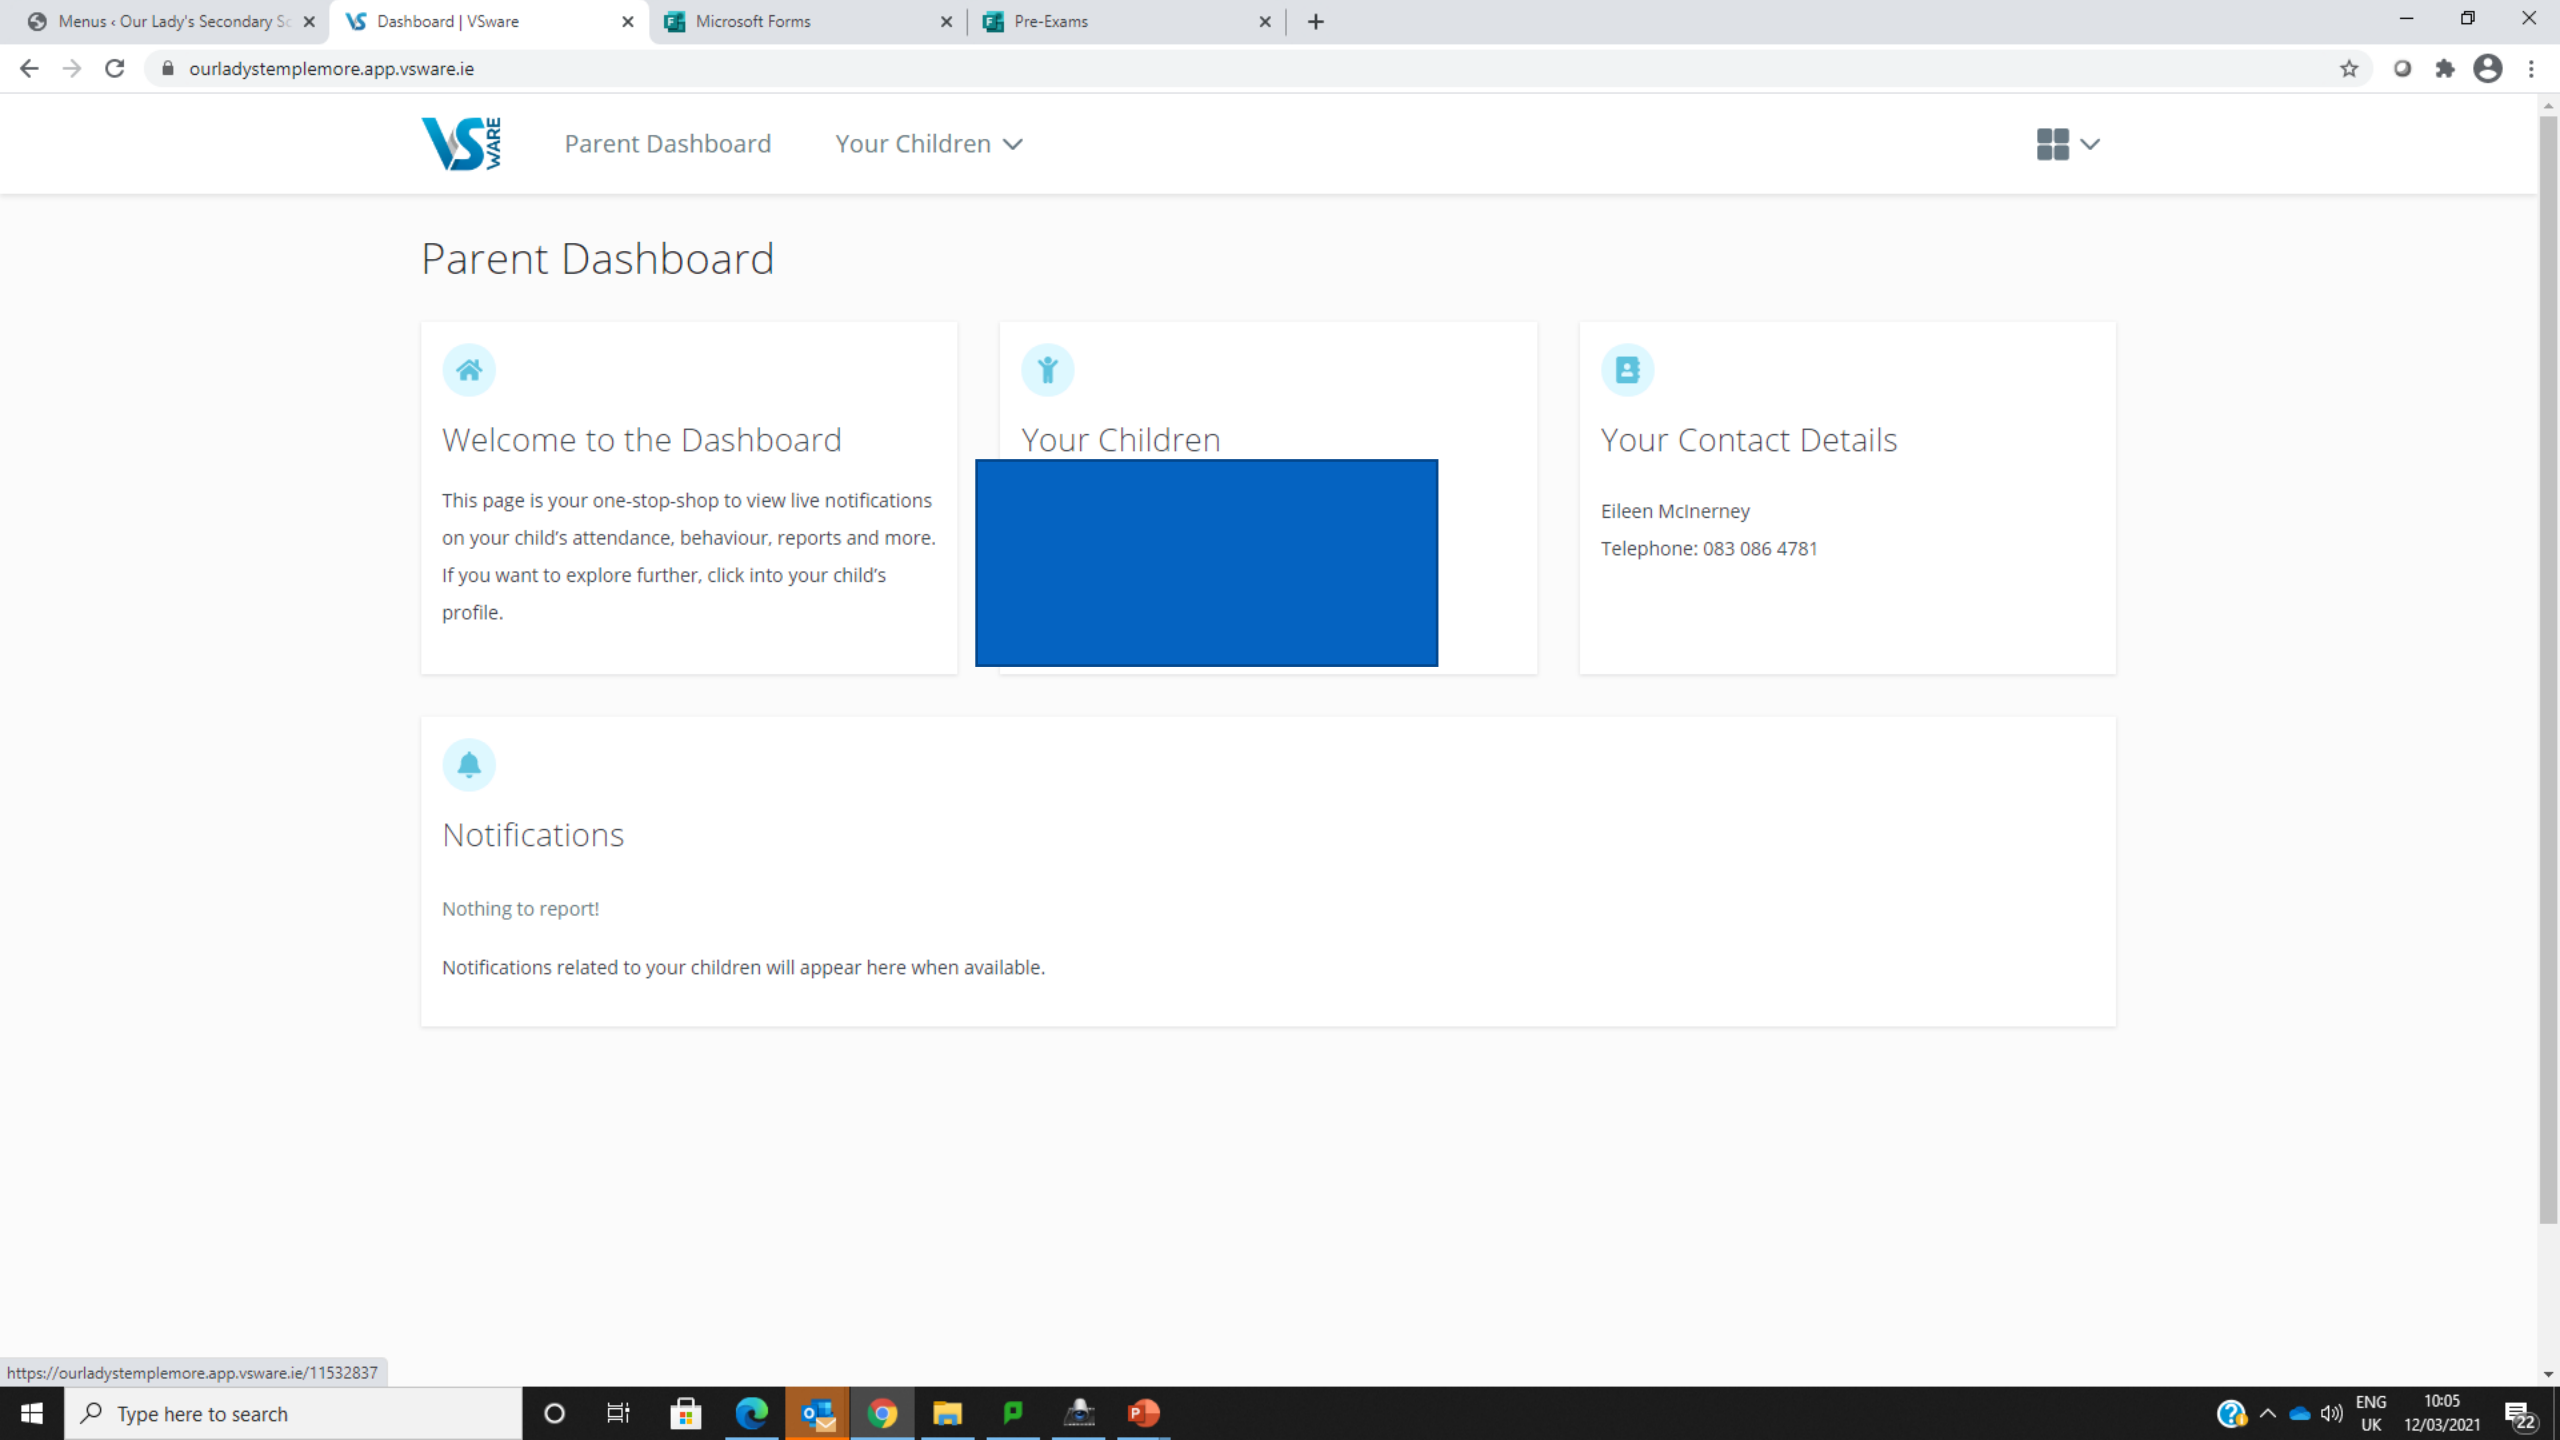 Menus ‹ Our Lady's Secondary Sc
Dashboard | VSware
Microsoft Forms
Pre-Exams
ourladystemplemore.app.vsware.ie
VS WARE
Parent Dashboard
Your Children
Parent Dashboard
Welcome to the Dashboard
This page is your one-stop-shop to view live notifications
on your child's attendance, behaviour, reports and more.
If you want to explore further, click into your child's
profile.
Your Children
Your Contact Details
Eileen McInerney
Telephone: 083 086 4781
Notifications
Nothing to report!
Notifications related to your children will appear here when available.
https://ourladystemplemore.app.vsware.ie/11532837
Type here to search
ENG
UK
10:05
12/03/2021
22